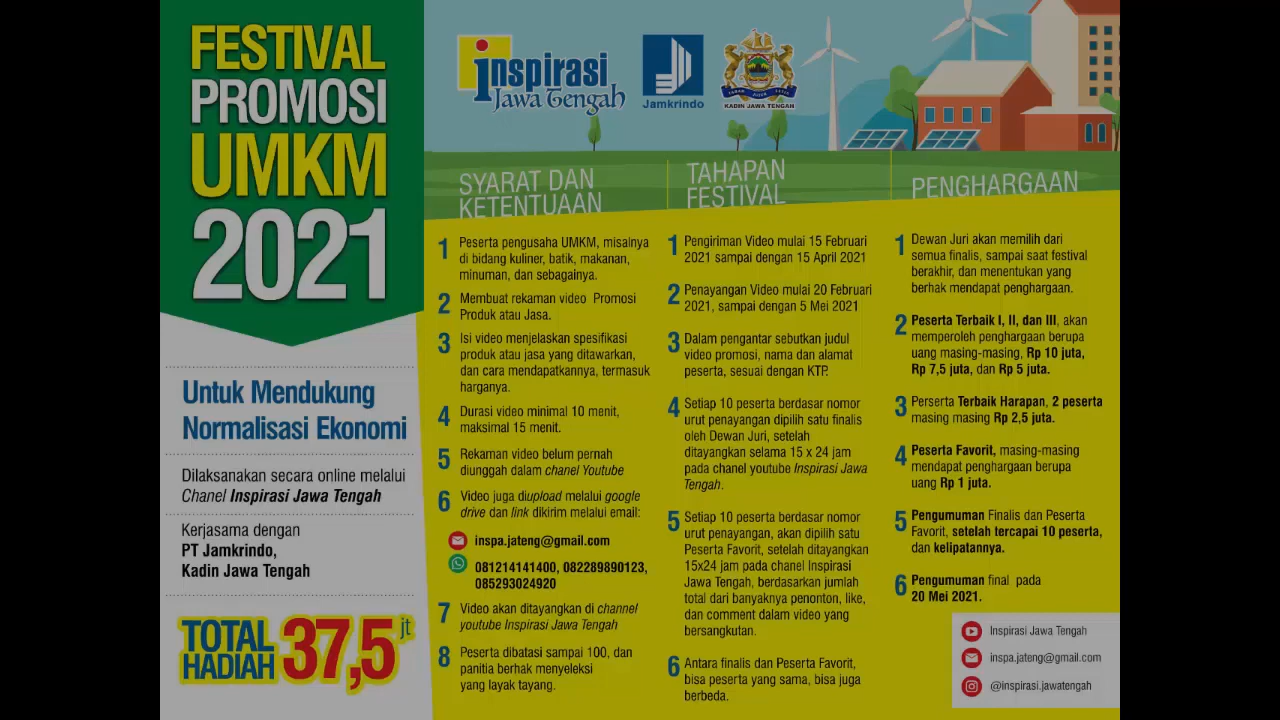 FESTIVAL
PROMOSI
UMKM
2021
Untuk Mendukung
Normalisasi Ekonomi
Dilaksanakan secara online melalui
Chanel Inspirasi Jawa Tengah
Kerjasama dengan
PT Jamkrindo,
Kadin Jawa Tengah
TOTAL
HADIAH
37,5 jt
inspirasi
Jawa Tengah
Jamkrindo
KADIN JAWA TENGAH
SYARAT DAN
KETENTUAAN
1 Peserta pengusaha UMKM, misalnya
di bidang kuliner, batik, makanan,
minuman, dan sebagainya.
2 Membuat rekaman video Promosi
Produk atau Jasa.
3 Isi video menjelaskan spesifikasi
produk atau jasa yang ditawarkan,
dan cara mendapatkannya, termasuk
harganya.
4 Durasi video minimal 10 menit,
maksimal 15 menit.
5 Rekaman video belum pernah
diunggah dalam chanel Youtube
6 Video juga diupload melalui google
drive dan link dikirim melalui email:
inspa.jateng@gmail.com
081214141400, 082289890123,
085293024920
7 Video akan ditayangkan di channel
youtube Inspirasi Jawa Tengah
8 Peserta dibatasi sampai 100, dan
panitia berhak menyeleksi
yang layak tayang.
TAHAPAN
FESTIVAL
1 Pengiriman Video mulai 15 Februari
2021 sampai dengan 15 April 2021
2 Penayangan Video mulai 20 Februari
2021, sampai dengan 5 Mei 2021
3 Dalam pengantar sebutkan judul
video promosi, nama dan alamat
peserta, sesuai dengan KTP.
4 Setiap 10 peserta berdasar nomor
urut penayangan dipilih satu finalis
oleh Dewan Juri, setelah
ditayangkan selama 15 x 24 jam
pada chanel youtube Inspirasi Jawa
Tengah.
5 Setiap 10 peserta berdasar nomor
urut penayangan, akan dipilih satu
Peserta Favorit, setelah ditayangkan
15x24 jam pada chanel Inspirasi
Jawa Tengah, berdasarkan jumlah
total dari banyaknya penonton, like,
dan comment dalam video yang
bersangkutan.
6 Antara finalis dan Peserta Favorit,
bisa peserta yang sama, bisa juga
berbeda.
PENGHARGAAN
1 Dewan Juri akan memilih dari
semua finalis, sampai saat festival
berakhir, dan menentukan yang
berhak mendapat penghargaan.
2 Peserta Terbaik I, II, dan III, akan
memperoleh penghargaan berupa
uang masing-masing, Rp 10 juta,
Rp 7,5 juta, dan Rp 5 juta.
3 Perserta Terbaik Harapan, 2 peserta
masing masing Rp 2,5 juta.
4 Peserta Favorit, masing-masing
mendapat penghargaan berupa
uang Rp 1 juta.
5 Pengumuman Finalis dan Peserta
Favorit, setelah tercapai 10 peserta,
dan kelipatannya.
6 Pengumuman final pada
20 Mei 2021.
Inspirasi Jawa Tengah
inspa.jateng@gmail.com
@inspirasi.jawatengah